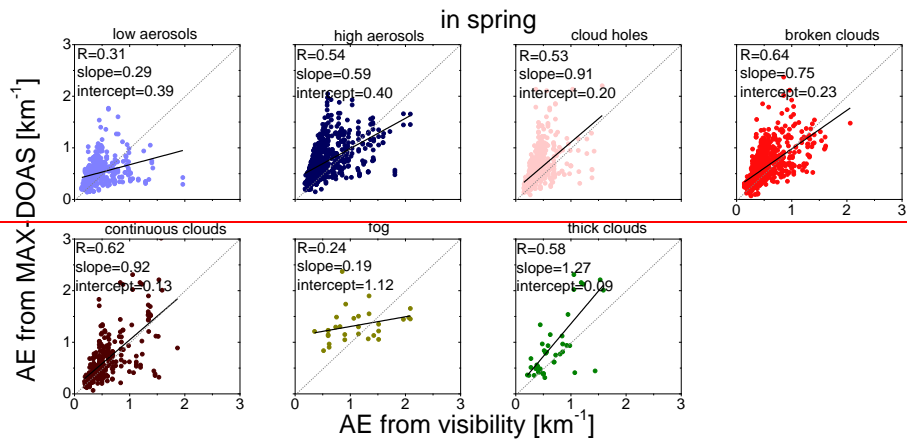 in spring
low aerosols
high aerosols
cloud holes
broken clouds
3
R=0.31
slope=0.29
intercept=0.39
R=0.54
slope=0.59
intercept=0.40
R=0.53
slope=0.91
intercept=0.20
R=0.64
slope=0.75
intercept=0.23
2
1
0
0 1 2 3
AE from MAX-DOAS [km⁻¹]
continuous clouds
fog
thick clouds
3
R=0.62
slope=0.92
intercept=0.13
R=0.24
slope=0.19
intercept=1.12
R=0.58
slope=1.27
intercept=0.09
2
1
0
0 1 2 3
0 1 2 3
0 1 2 3
AE from visibility [km⁻¹]